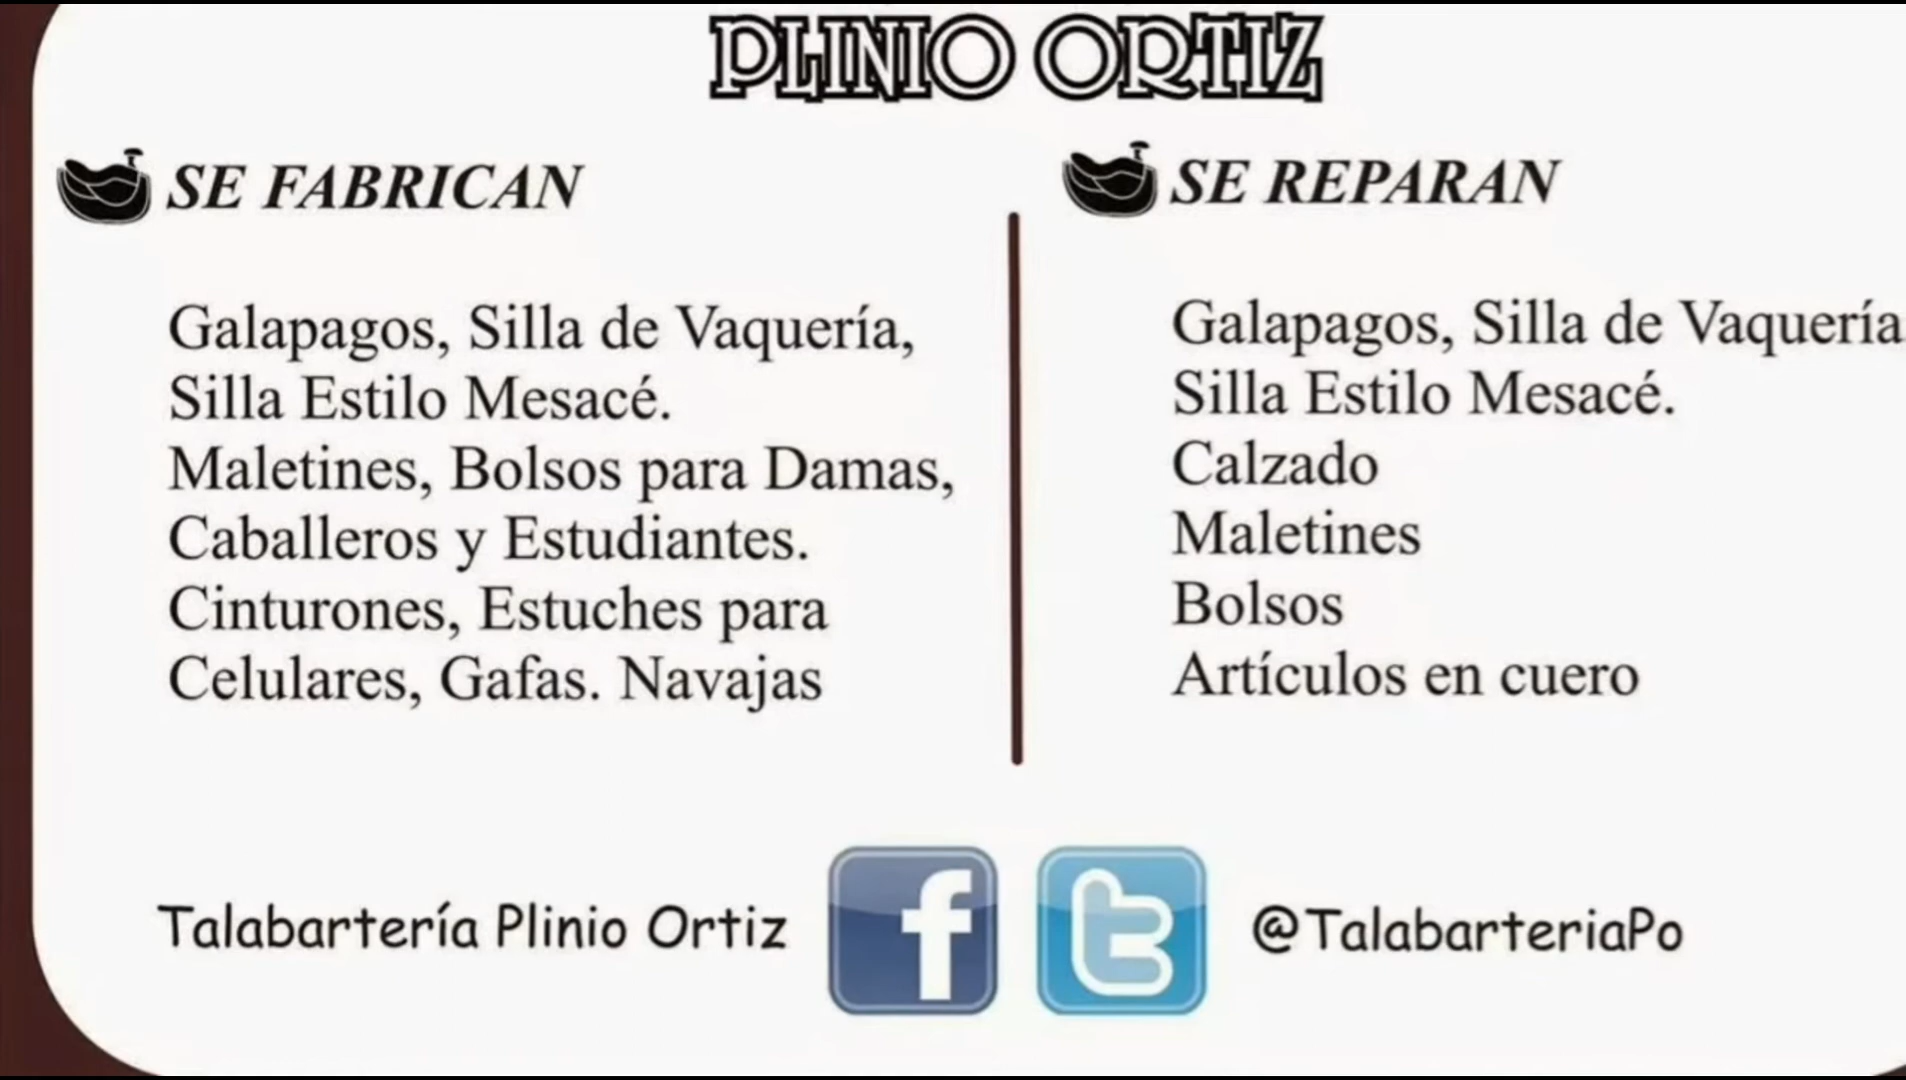 PLINIO ORTIZ
SE FABRICAN
Galapagos, Silla de Vaquería,
Silla Estilo Mesacé.
Maletines, Bolsos para Damas,
Caballeros y Estudiantes.
Cinturones, Estuches para
Celulares, Gafas. Navajas
SE REPARAN
Galapagos, Silla de Vaquería
Silla Estilo Mesacé.
Calzado
Maletines
Bolsos
Artículos en cuero
Talabartería Plinio Ortiz
@TalabarteriaPo